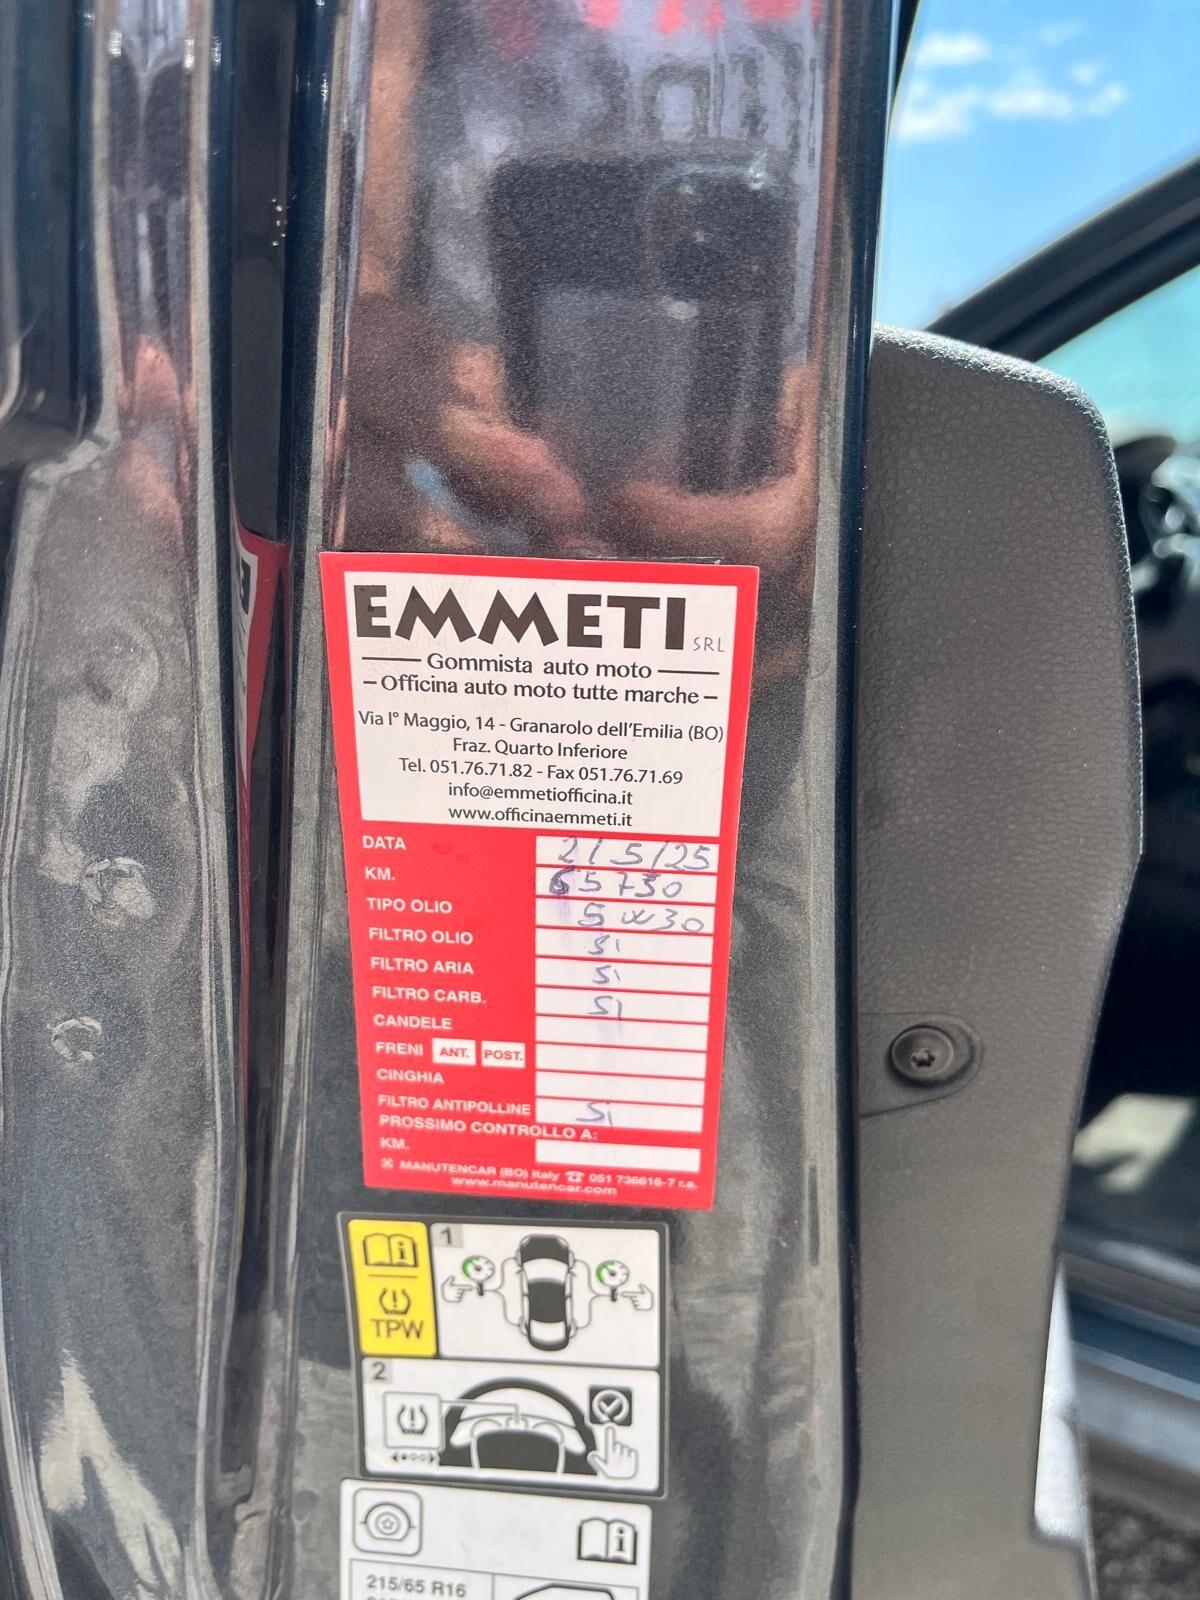 EMMETI SRL
Gommista auto moto
- Officina auto moto tutte marche -
Via I° Maggio, 14 - Granarolo dell'Emilia (BO)
Fraz. Quarto Inferiore
Tel. 051.76.71.82 - Fax 051.76.71.69
info@emmetiofficina.it
www.officinaemmeti.it
DATA 2/5/25
KM. 65730
TIPO OLIO 5W30
FILTRO OLIO Si
FILTRO ARIA Si
FILTRO CARB. Si
CANDELE
FRENI ANT. POST.
CINGHIA
FILTRO ANTIPOLLINE Si
PROSSIMO CONTROLLO A:
KM.
MANUTENCAR (BO) Italy ☎ 051 736616-7 r.a.
www.manutencar.com
1
TPW
2
215/65 R16